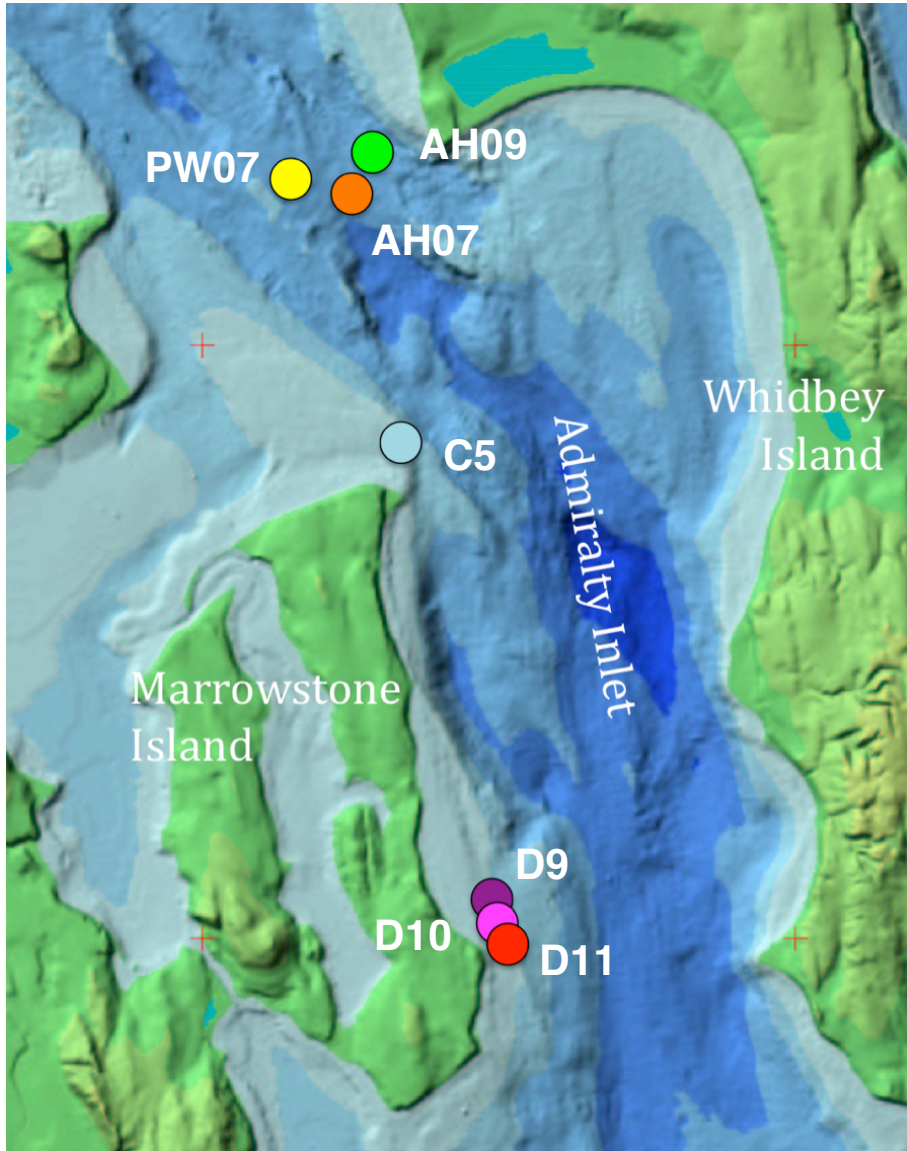 AH09
PW07
AH07
Whidbey
Island
C5
Admiralty Inlet
Marrowstone
Island
D9
D10
D11